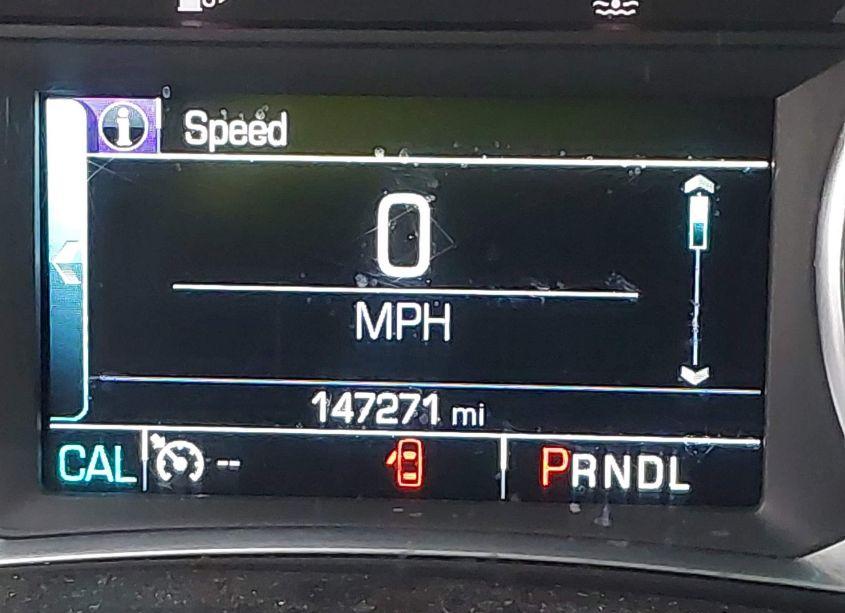 Speed
0
MPH
147271 mi
CAL -- PRNDL